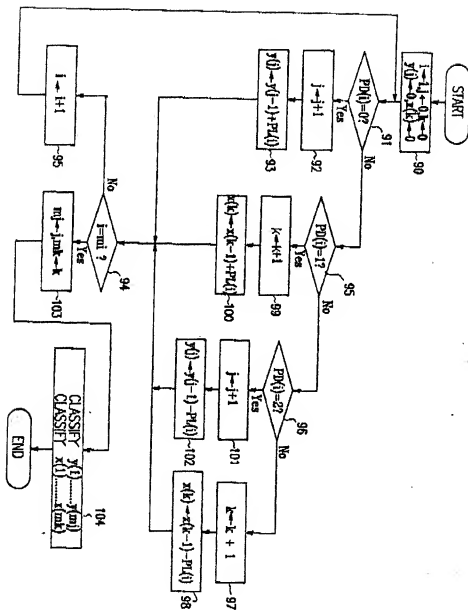 START
i←1,j←0,k←0
y(j)←0,x(k)←0
90
PD(i)=0?
91
Yes
No
j←j+1
92
y(j)←y(j-1)+PL(i)
93
PD(i)=1?
95
Yes
No
k←k+1
99
x(k)←x(k-1)+PL(i)
100
PD(i)=2?
96
Yes
No
j←j+1
101
y(j)←y(j-1)-PL(i)
102
k←k + 1
97
x(k)←x(k-1)-PL(i)
98
i=mi ?
94
No
Yes
i←i+1
95
mj←j,mk←k
103
CLASSIFY y(1)......y(mj)
CLASSIFY x(1)......x(mk)
104
END